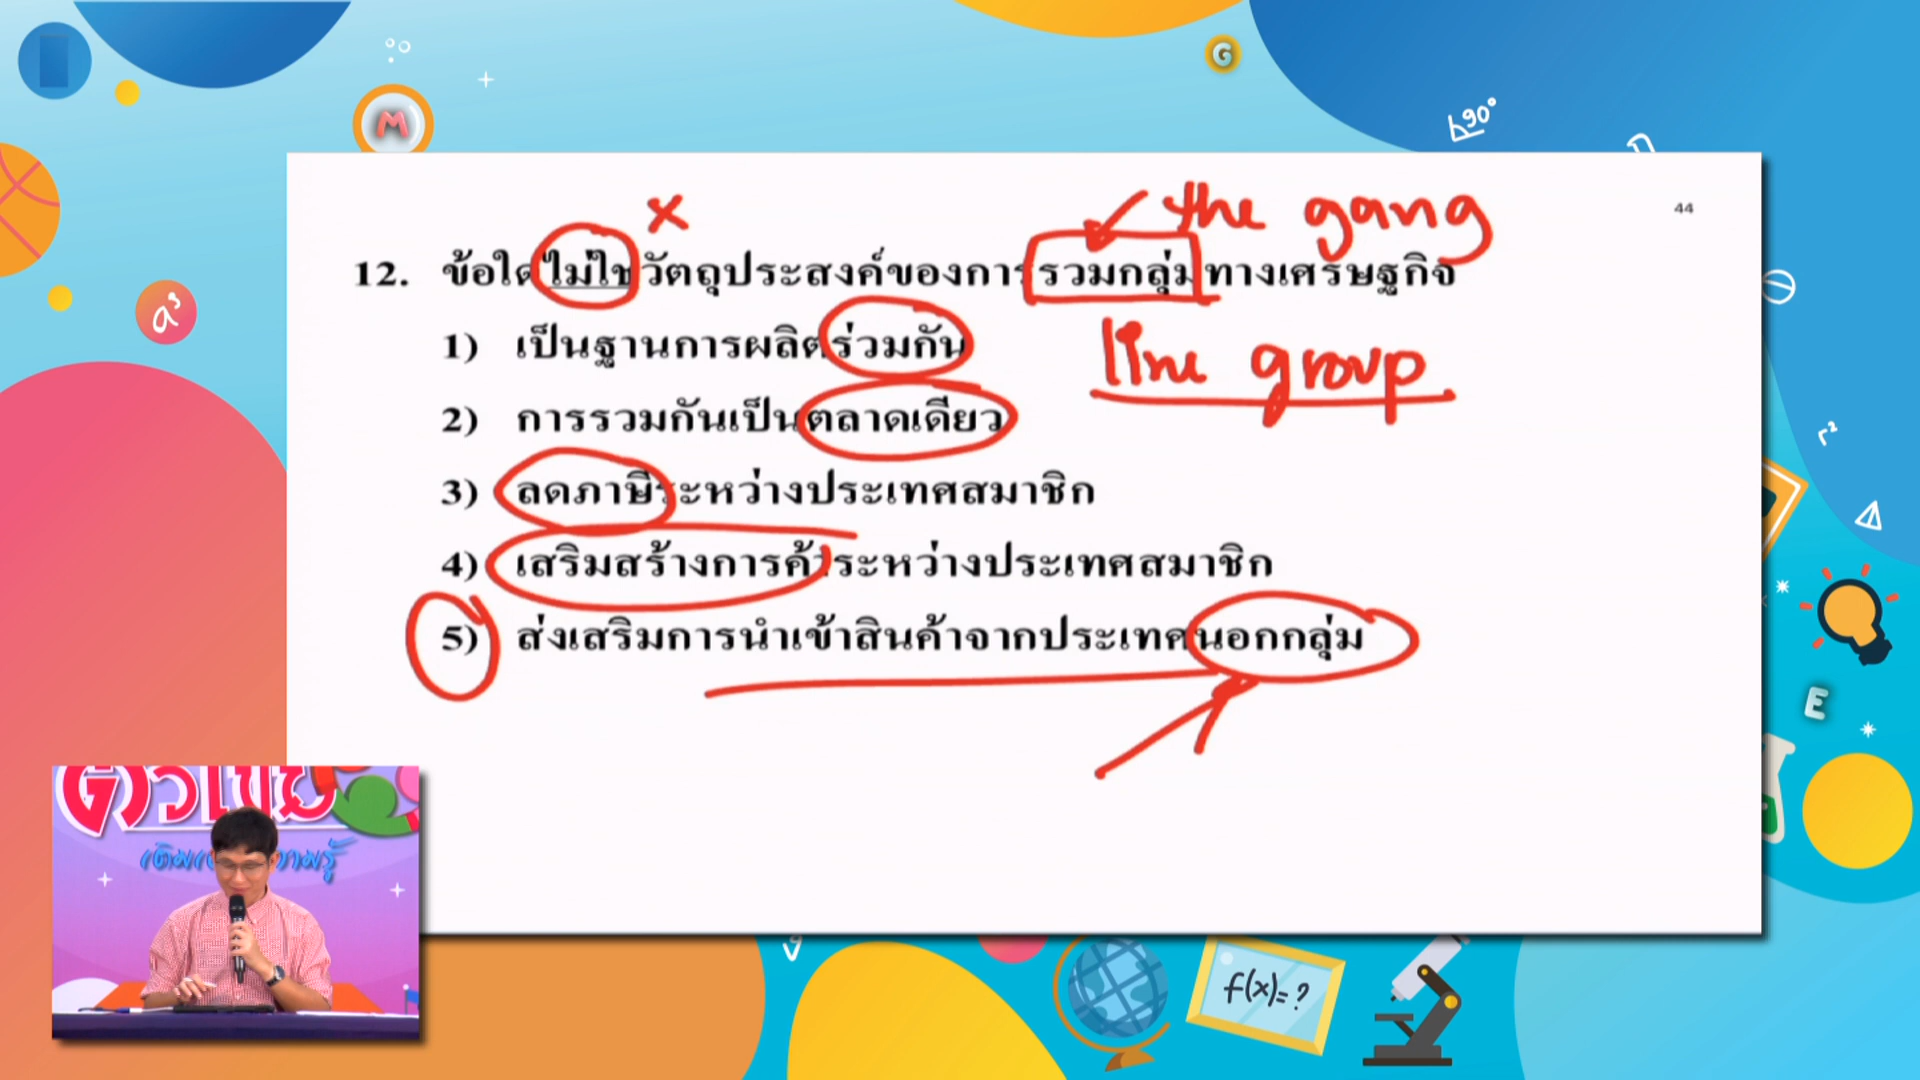 G
M
90°
44
x
the gang
12. ข้อใดไม่ใช่วัตถุประสงค์ของการรวมกลุ่มทางเศรษฐกิจ
a³
1) เป็นฐานการผลิตร่วมกัน
line group
2) การรวมกันเป็นตลาดเดียว
r²
3) ลดภาษีระหว่างประเทศสมาชิก
4) เสริมสร้างการค้าระหว่างประเทศสมาชิก
5) ส่งเสริมการนำเข้าสินค้าจากประเทศนอกกลุ่ม
E
f(x)=?